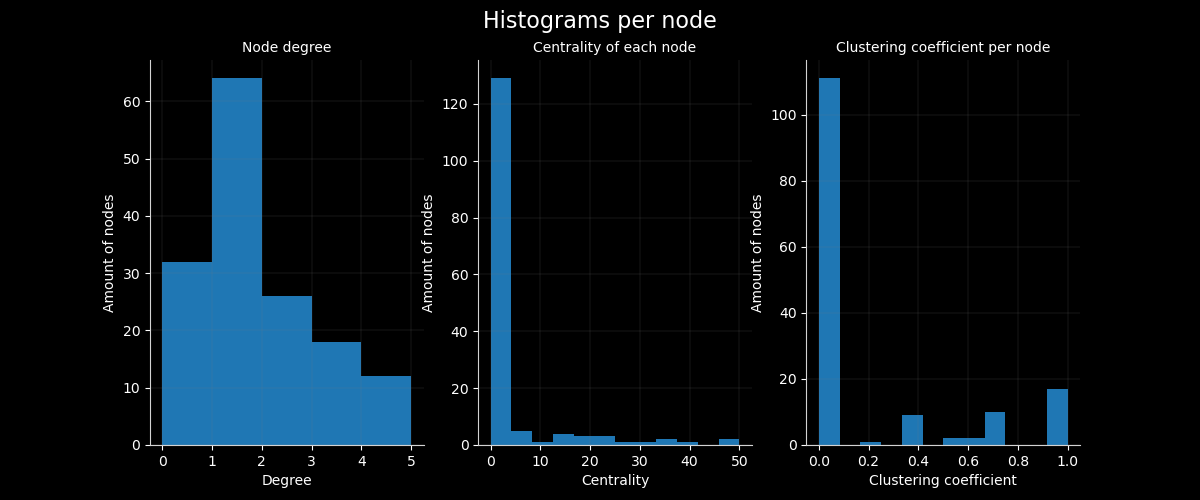 Histograms per node
Node degree
Amount of nodes
60
50
40
30
20
10
0
0 1 2 3 4 5
Degree
Centrality of each node
Amount of nodes
120
100
80
60
40
20
0
0 10 20 30 40 50
Centrality
Clustering coefficient per node
Amount of nodes
100
80
60
40
20
0
0.0 0.2 0.4 0.6 0.8 1.0
Clustering coefficient